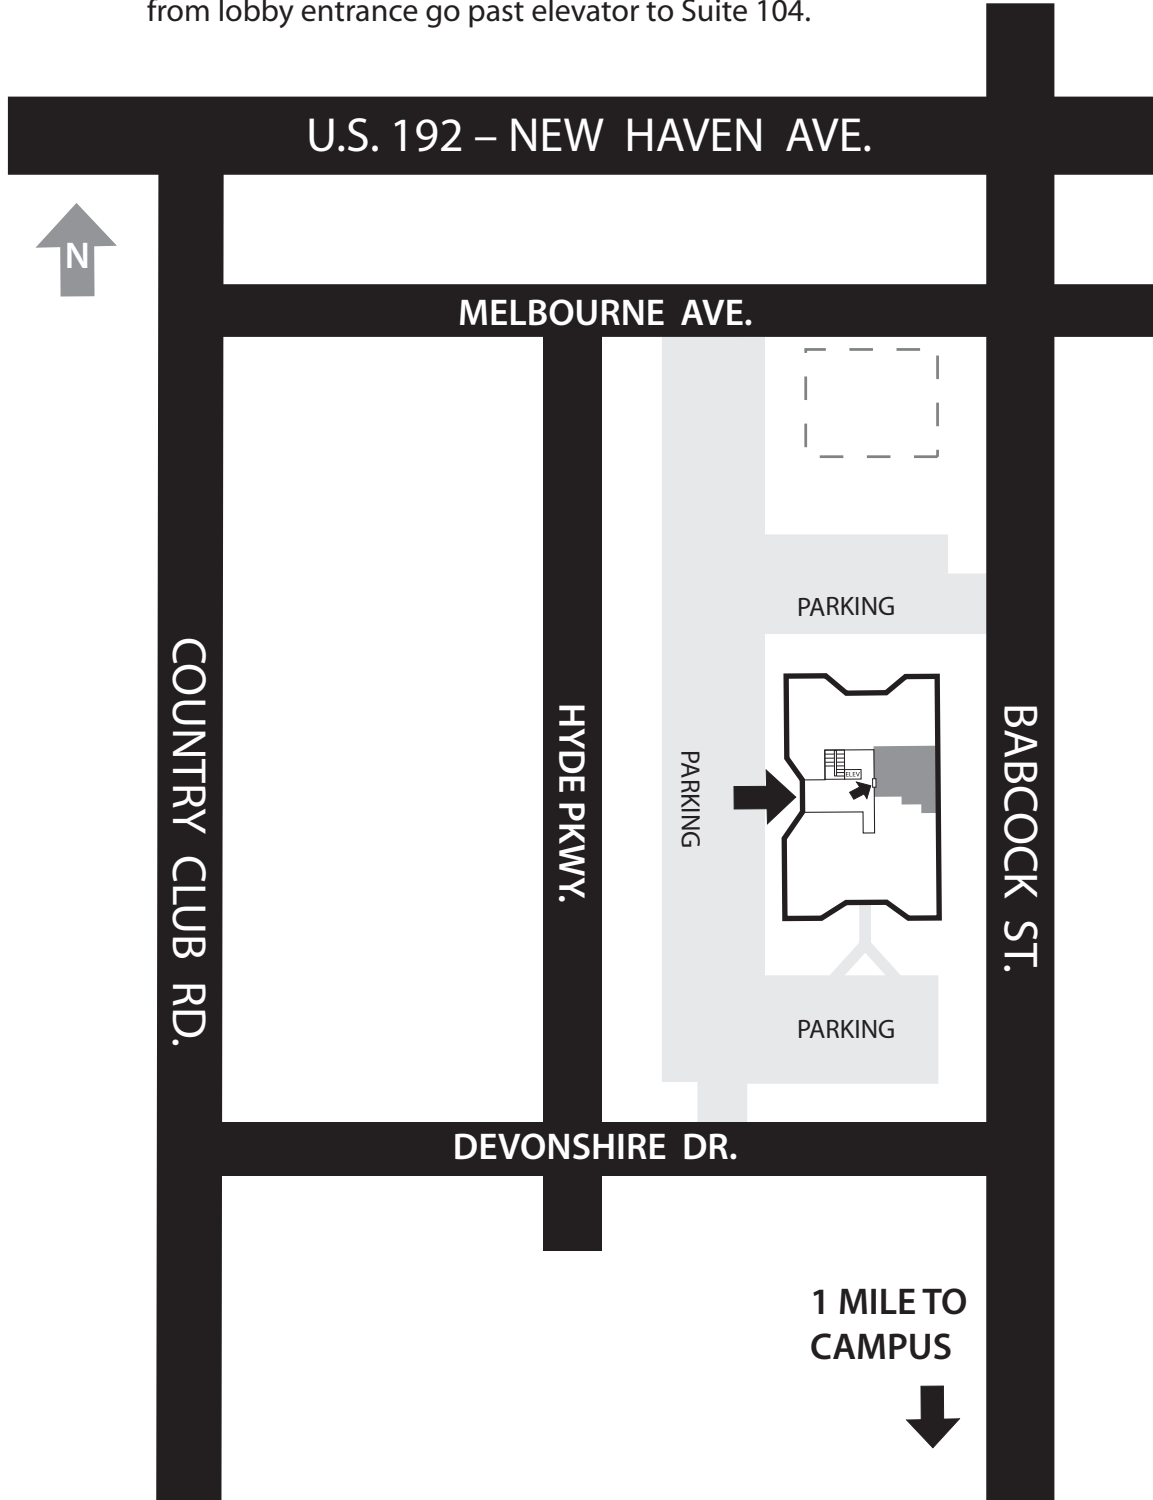 from lobby entrance go past elevator to Suite 104.
U.S. 192 – NEW HAVEN AVE.
N
MELBOURNE AVE.
PARKING
COUNTRY CLUB RD.
HYDE PKWY.
PARKING
ELEV
BABCOCK ST.
PARKING
DEVONSHIRE DR.
1 MILE TO
CAMPUS